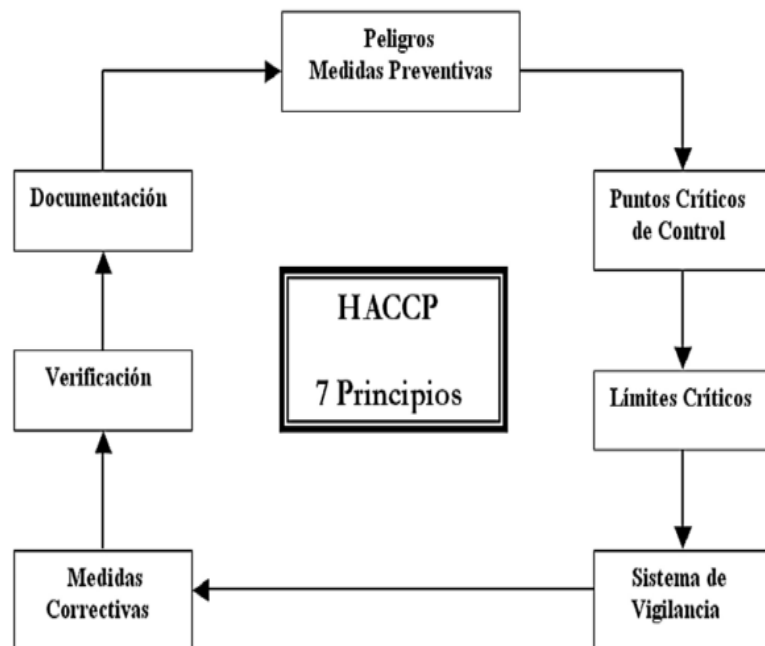 Peligros
Medidas Preventivas
Documentación
Puntos Críticos
de Control
HACCP
7 Principios
Verificación
Límites Críticos
Medidas
Correctivas
Sistema de
Vigilancia